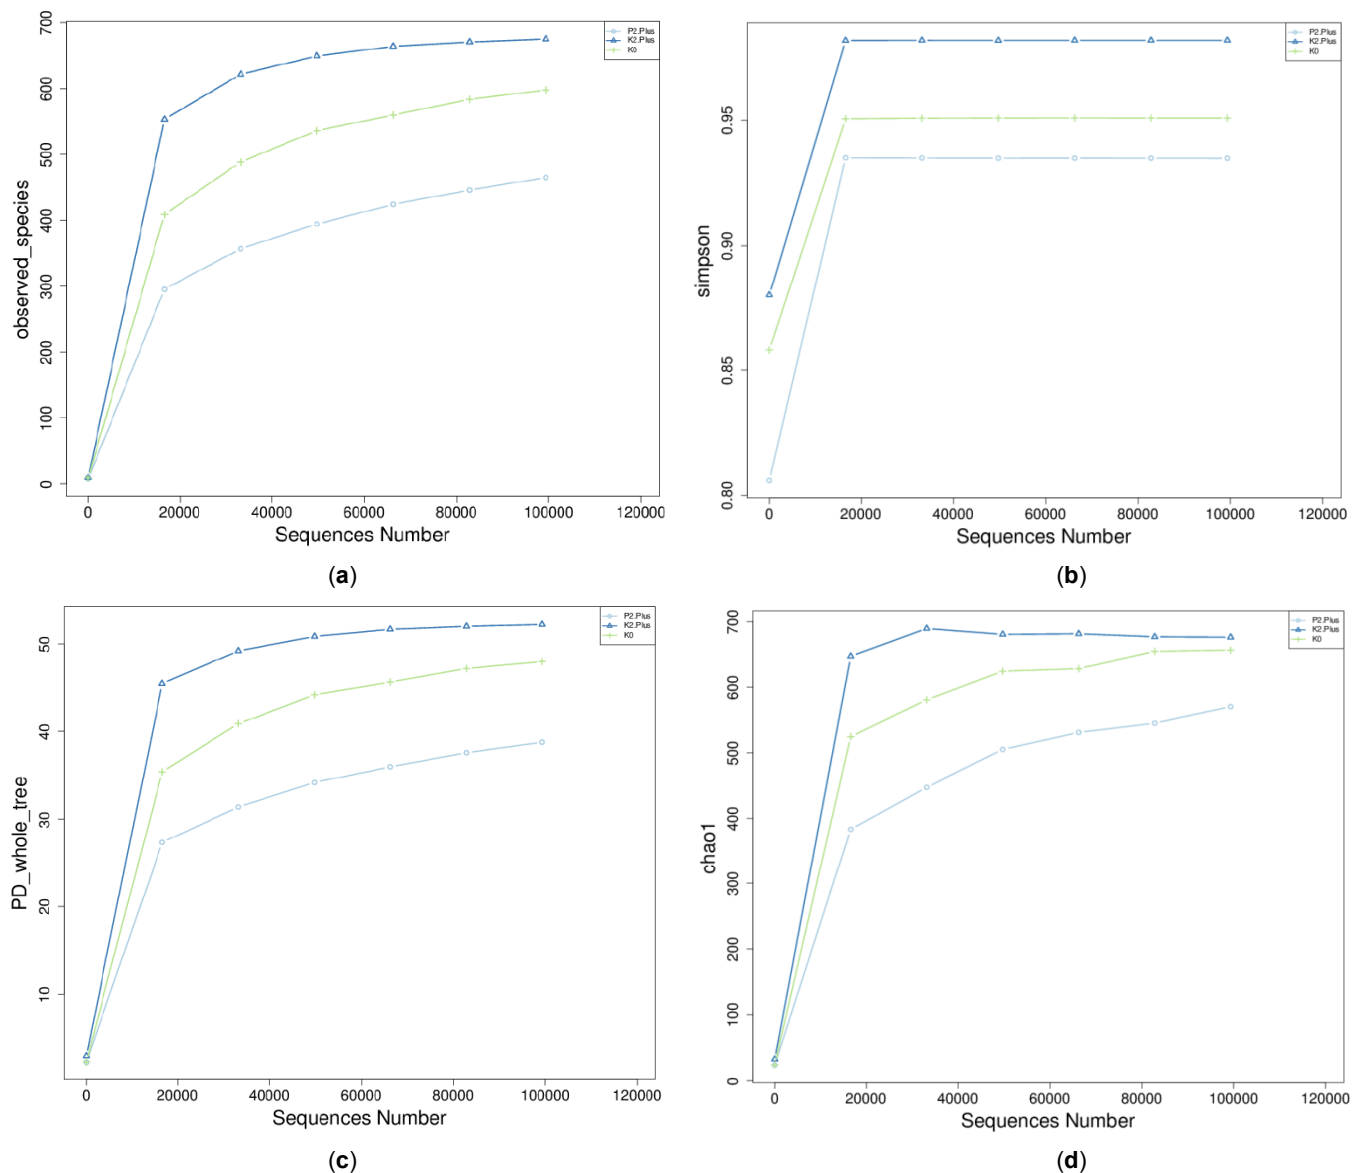 observed_species
700
600
500
400
300
200
100
0
P2.Plus
K2.Plus
K0
0 20000 40000 60000 80000 100000 120000
Sequences Number
(a)
simpson
0.95
0.90
0.85
0.80
P2.Plus
K2.Plus
K0
0 20000 40000 60000 80000 100000 120000
Sequences Number
(b)
PD_whole_tree
50
40
30
20
10
P2.Plus
K2.Plus
K0
0 20000 40000 60000 80000 100000 120000
Sequences Number
(c)
chao1
700
600
500
400
300
200
100
0
P2.Plus
K2.Plus
K0
0 20000 40000 60000 80000 100000 120000
Sequences Number
(d)